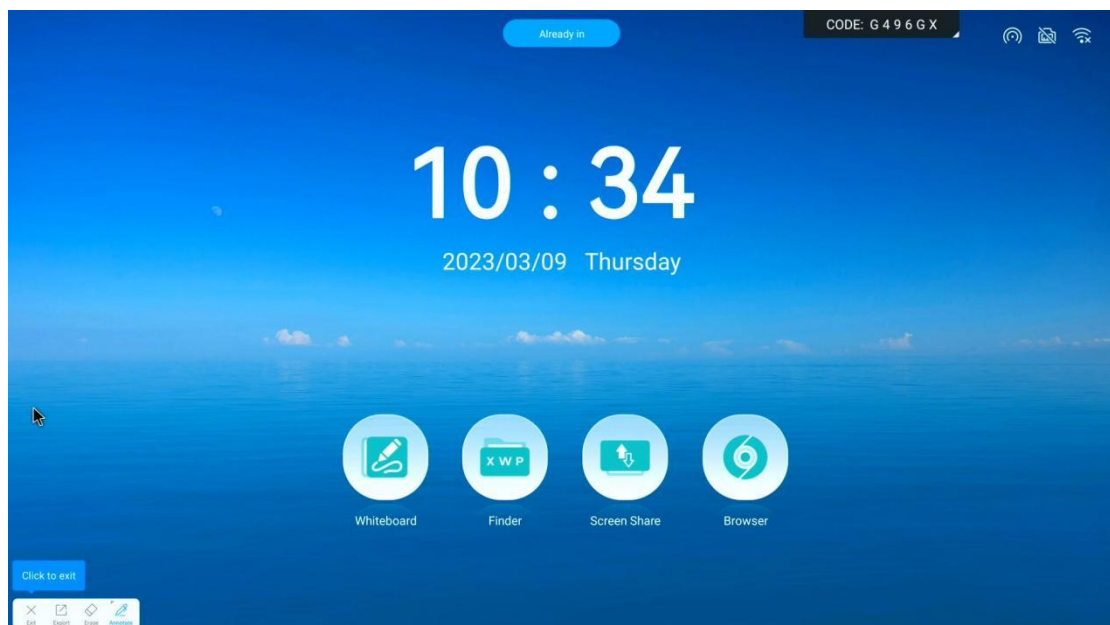 Already in
CODE: G 4 9 6 G X
10 : 34
2023/03/09 Thursday
X W P
Whiteboard
Finder
Screen Share
Browser
Click to exit
Exit
Export
Erase
Annotate